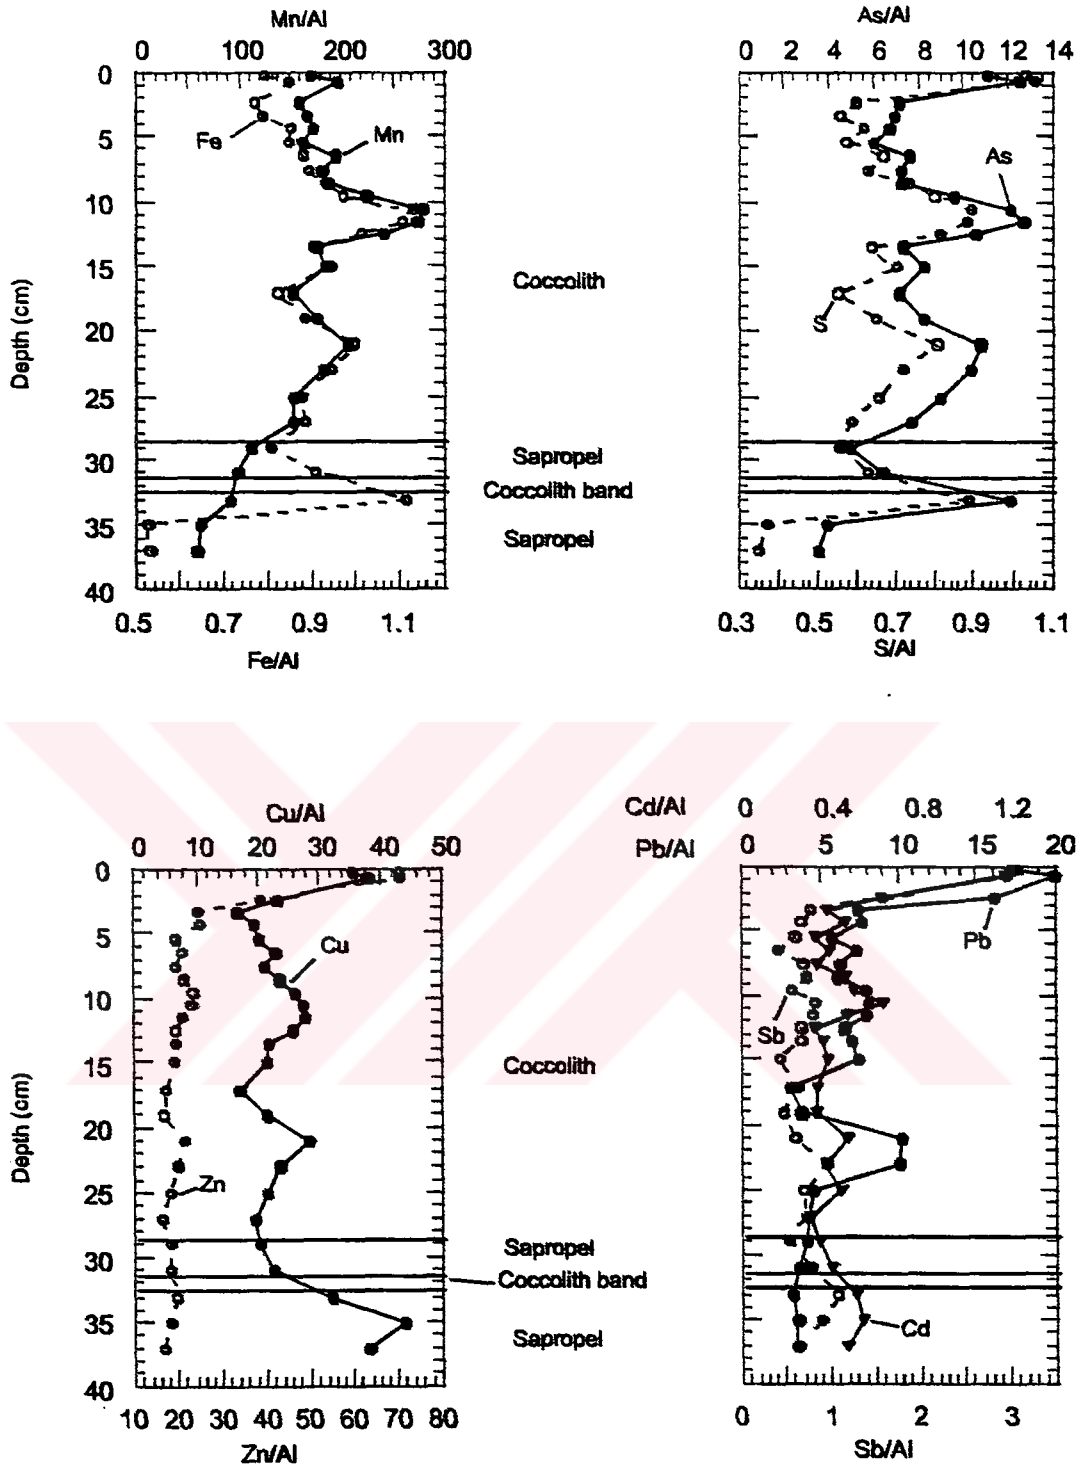 Mn/Al
0 100 200 300
0
5
10
15
20
25
30
35
40
Depth (cm)
Fe
Mn
0.5 0.7 0.9 1.1
Fe/Al
Coccolith
Sapropel
Coccolith band
Sapropel
As/Al
0 2 4 6 8 10 12 14
As
S
0.3 0.5 0.7 0.9 1.1
S/Al
Cu/Al
0 10 20 30 40 50
0
5
10
15
20
25
30
35
40
Depth (cm)
Cu
Zn
10 20 30 40 50 60 70 80
Zn/Al
Coccolith
Sapropel
Coccolith band
Sapropel
Cd/Al 0 0.4 0.8 1.2
Pb/Al 0 5 10 15 20
Pb
Sb
Cd
0 1 2 3
Sb/Al